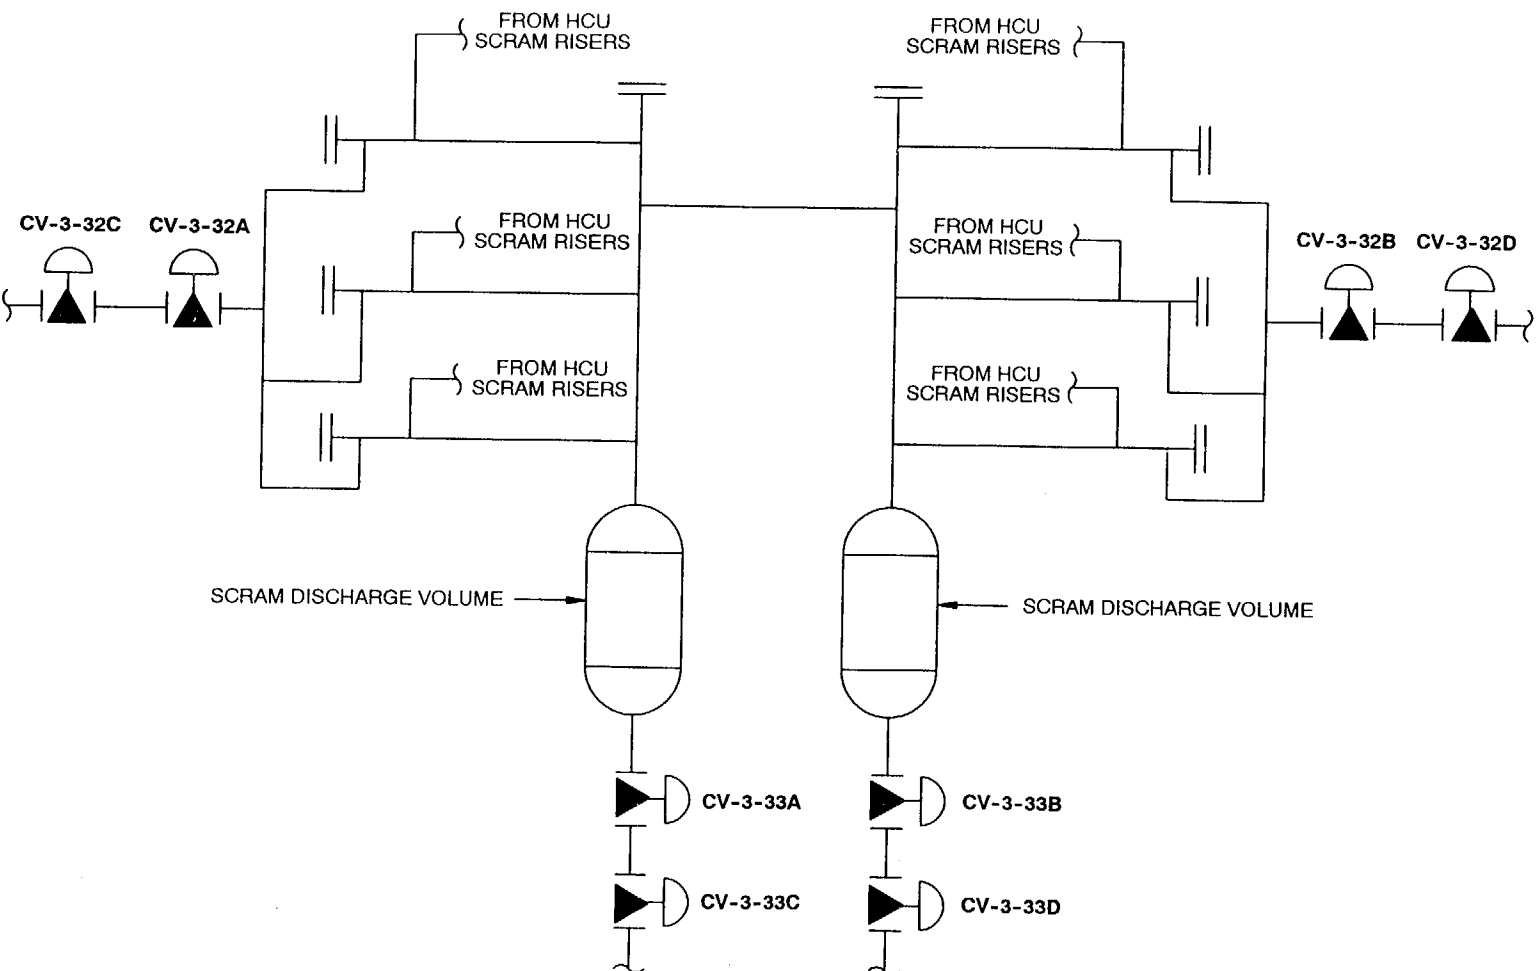 FROM HCU
SCRAM RISERS
FROM HCU
SCRAM RISERS
CV-3-32C
CV-3-32A
FROM HCU
SCRAM RISERS
FROM HCU
SCRAM RISERS
CV-3-32B
CV-3-32D
FROM HCU
SCRAM RISERS
FROM HCU
SCRAM RISERS
SCRAM DISCHARGE VOLUME
SCRAM DISCHARGE VOLUME
CV-3-33A
CV-3-33B
CV-3-33C
CV-3-33D